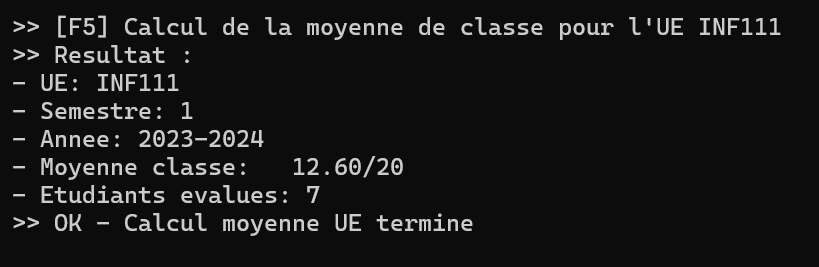 >> [F5] Calcul de la moyenne de classe pour l'UE INF111
>> Resultat :
- UE: INF111
- Semestre: 1
- Annee: 2023-2024
- Moyenne classe:   12.60/20
- Etudiants evalues: 7
>> OK - Calcul moyenne UE termine